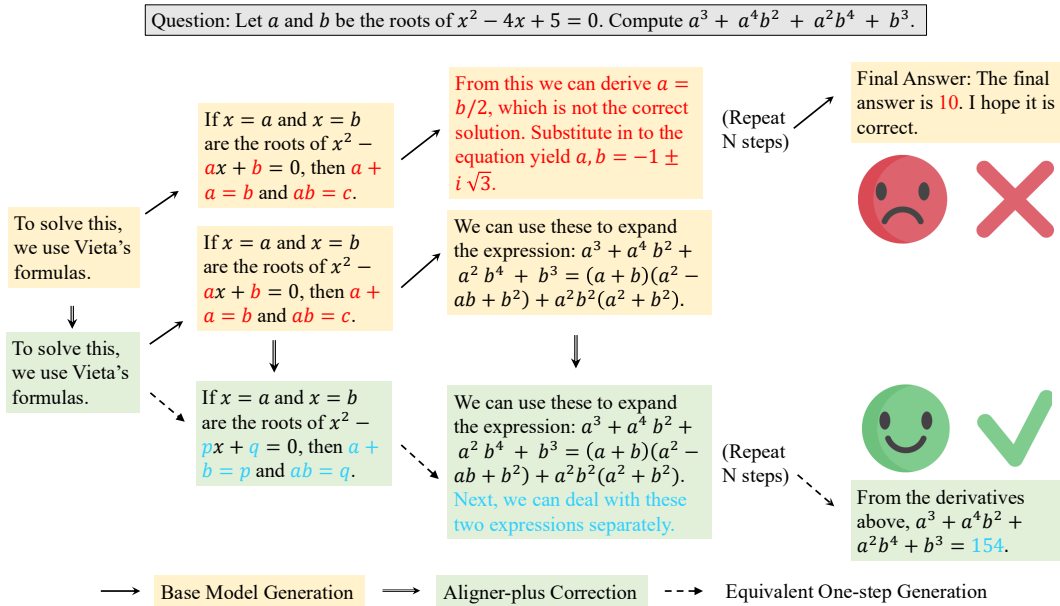 Question: Let 𝑎 and 𝑏 be the roots of 𝑥² − 4𝑥 + 5 = 0. Compute 𝑎³ + 𝑎⁴𝑏² + 𝑎²𝑏⁴ + 𝑏³.
To solve this,
we use Vieta's
formulas.
If 𝑥 = 𝑎 and 𝑥 = 𝑏
are the roots of 𝑥² −
𝑎𝑥 + 𝑏 = 0, then 𝑎 +
𝑎 = 𝑏 and 𝑎𝑏 = 𝑐.
From this we can derive 𝑎 =
𝑏/2, which is not the correct
solution. Substitute in to the
equation yield 𝑎, 𝑏 = −1 ±
𝑖 √3.
(Repeat
N steps)
Final Answer: The final
answer is 10. I hope it is
correct.
To solve this,
we use Vieta's
formulas.
If 𝑥 = 𝑎 and 𝑥 = 𝑏
are the roots of 𝑥² −
𝑎𝑥 + 𝑏 = 0, then 𝑎 +
𝑎 = 𝑏 and 𝑎𝑏 = 𝑐.
We can use these to expand
the expression: 𝑎³ + 𝑎⁴ 𝑏² +
𝑎² 𝑏⁴ + 𝑏³ = (𝑎 + 𝑏)(𝑎² −
𝑎𝑏 + 𝑏²) + 𝑎²𝑏²(𝑎² + 𝑏²).
If 𝑥 = 𝑎 and 𝑥 = 𝑏
are the roots of 𝑥² −
𝑝𝑥 + 𝑞 = 0, then 𝑎 +
𝑏 = 𝑝 and 𝑎𝑏 = 𝑞.
We can use these to expand
the expression: 𝑎³ + 𝑎⁴ 𝑏² +
𝑎² 𝑏⁴ + 𝑏³ = (𝑎 + 𝑏)(𝑎² −
𝑎𝑏 + 𝑏²) + 𝑎²𝑏²(𝑎² + 𝑏²).
Next, we can deal with these
two expressions separately.
(Repeat
N steps)
From the derivatives
above, 𝑎³ + 𝑎⁴𝑏² +
𝑎²𝑏⁴ + 𝑏³ = 154.
Base Model Generation
Aligner-plus Correction
Equivalent One-step Generation